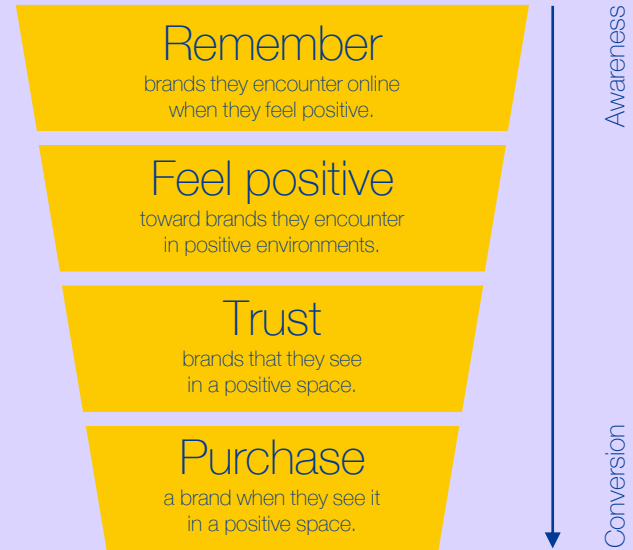 Remember
brands they encounter online
when they feel positive.
Feel positive
toward brands they encounter
in positive environments.
Trust
brands that they see
in a positive space.
Purchase
a brand when they see it
in a positive space.
Awareness
Conversion